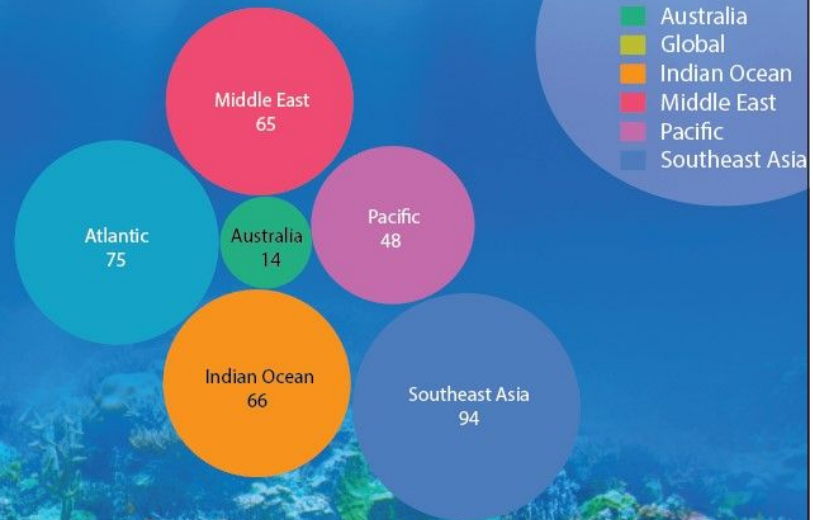 Australia
Global
Indian Ocean
Middle East
Pacific
Southeast Asia
Middle East
65
Pacific
48
Atlantic
75
Australia
14
Indian Ocean
66
Southeast Asia
94